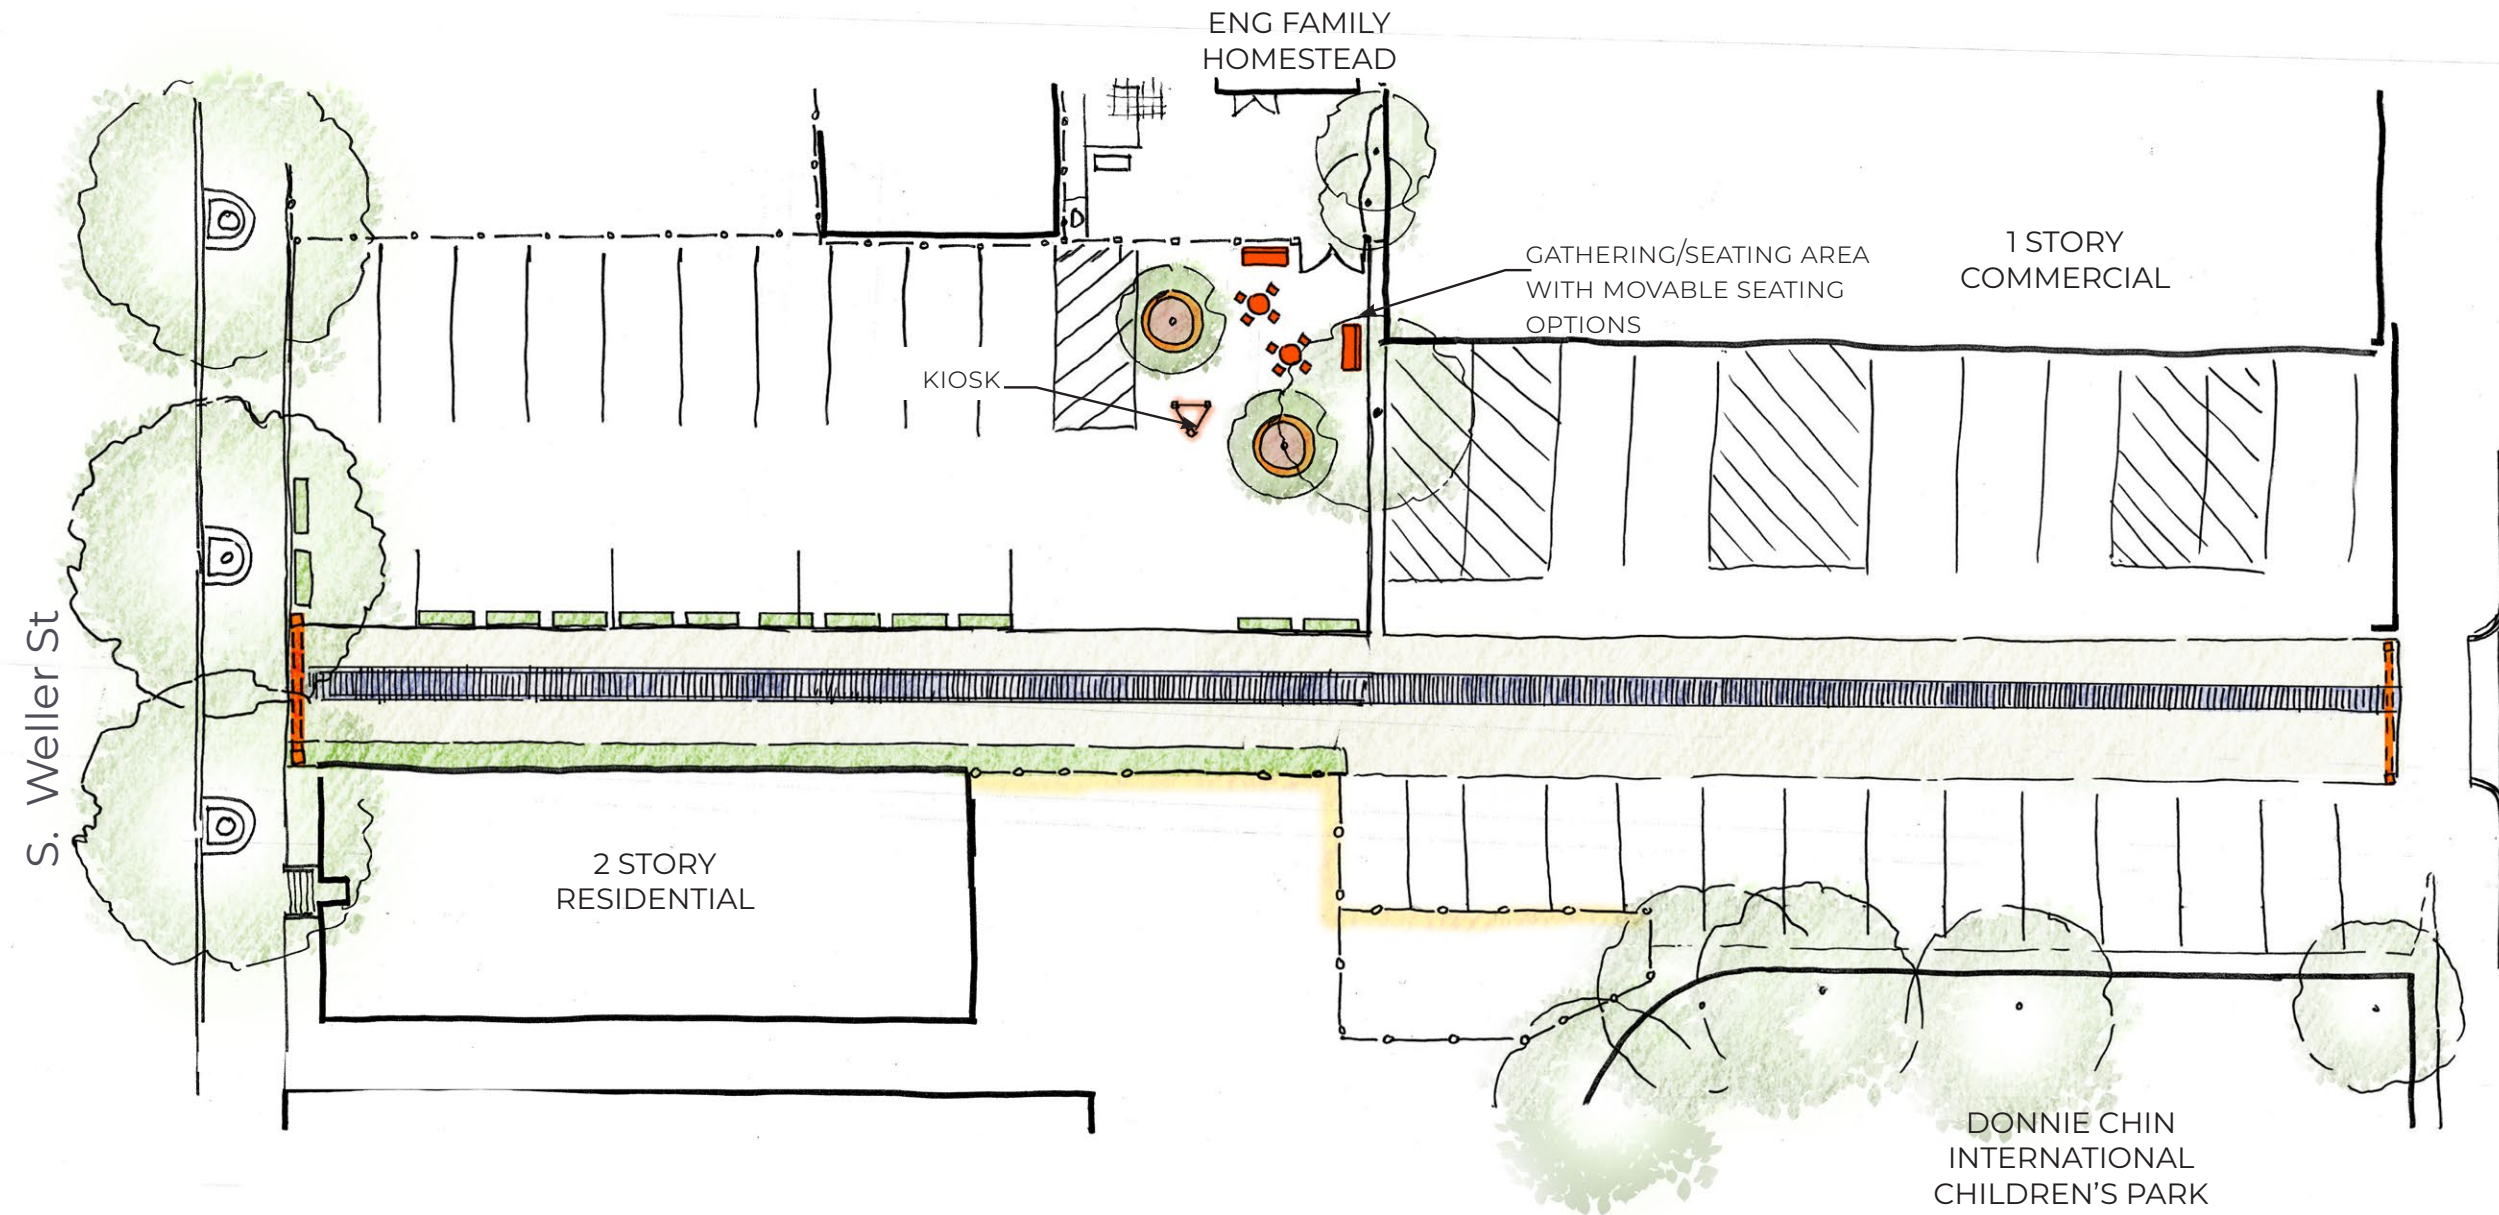 ENG FAMILY
HOMESTEAD
GATHERING/SEATING AREA
WITH MOVABLE SEATING
OPTIONS
1 STORY
COMMERCIAL
KIOSK
S. Weller St
2 STORY
RESIDENTIAL
DONNIE CHIN
INTERNATIONAL
CHILDREN'S PARK